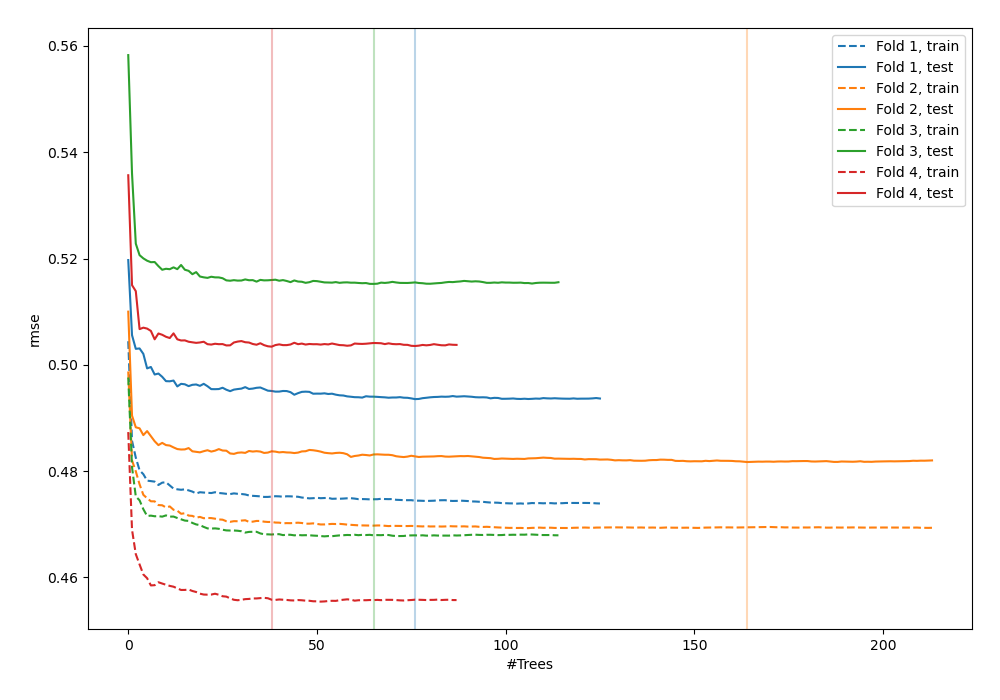 0.56
0.54
0.52
0.50
0.48
0.46
rmse
0
50
100
150
200
#Trees
Fold 1, train
Fold 1, test
Fold 2, train
Fold 2, test
Fold 3, train
Fold 3, test
Fold 4, train
Fold 4, test